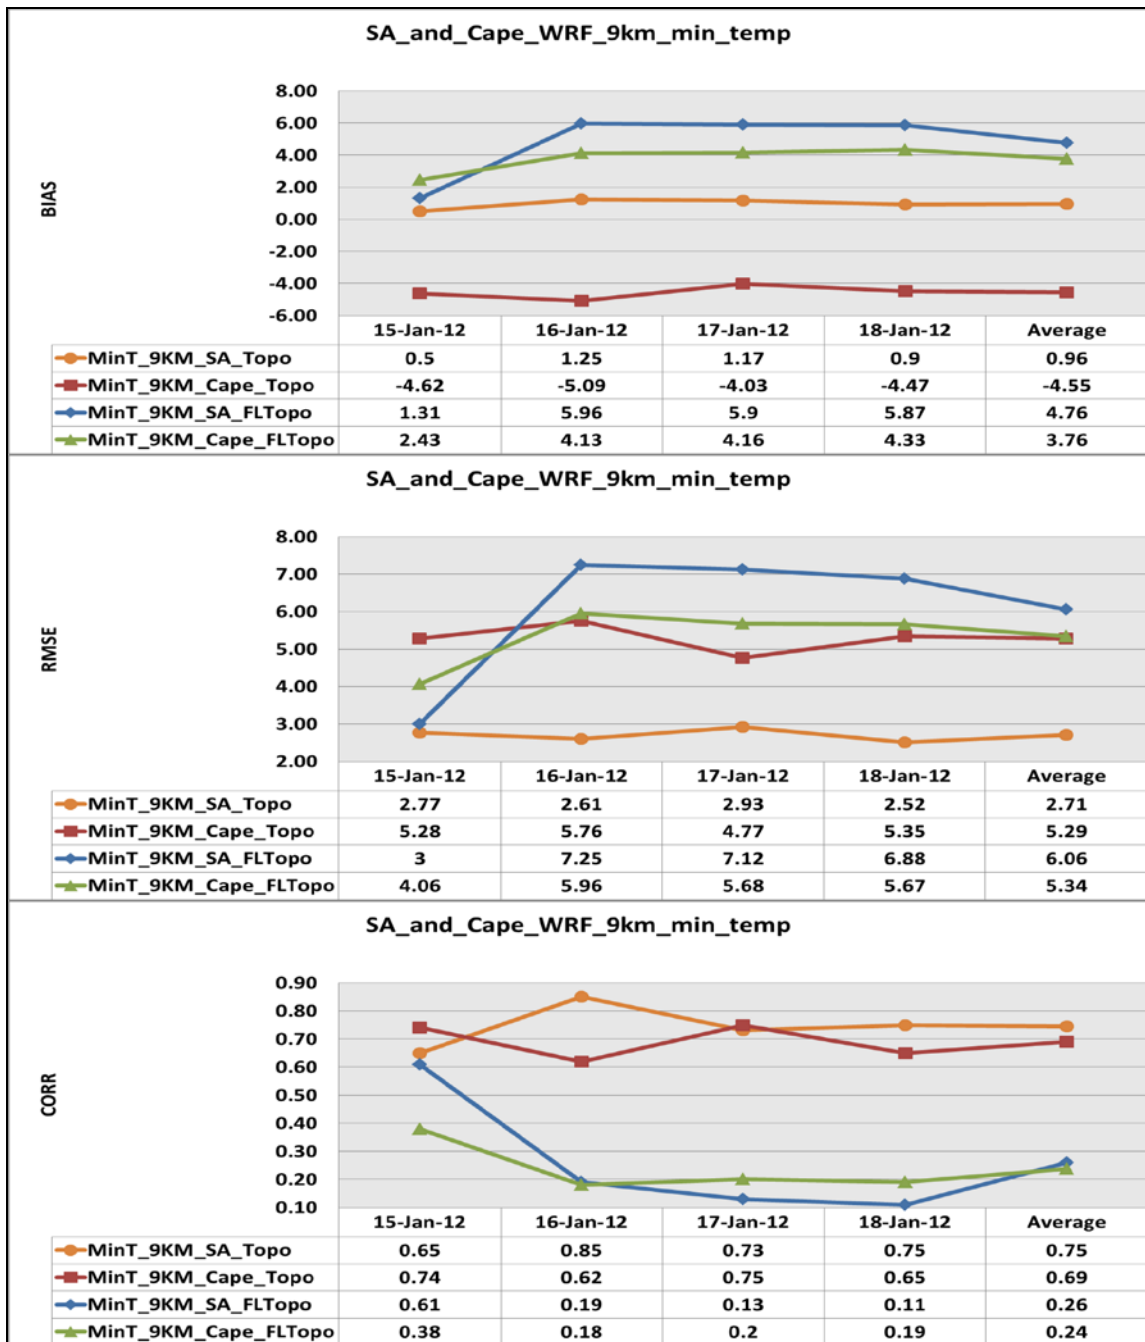 SA_and_Cape_WRF_9km_min_temp
BIAS
8.00
6.00
4.00
2.00
0.00
-2.00
-4.00
-6.00
15-Jan-12 16-Jan-12 17-Jan-12 18-Jan-12 Average
MinT_9KM_SA_Topo 0.5 1.25 1.17 0.9 0.96
MinT_9KM_Cape_Topo -4.62 -5.09 -4.03 -4.47 -4.55
MinT_9KM_SA_FLTopo 1.31 5.96 5.9 5.87 4.76
MinT_9KM_Cape_FLTopo 2.43 4.13 4.16 4.33 3.76
SA_and_Cape_WRF_9km_min_temp
RMSE
8.00
7.00
6.00
5.00
4.00
3.00
2.00
15-Jan-12 16-Jan-12 17-Jan-12 18-Jan-12 Average
MinT_9KM_SA_Topo 2.77 2.61 2.93 2.52 2.71
MinT_9KM_Cape_Topo 5.28 5.76 4.77 5.35 5.29
MinT_9KM_SA_FLTopo 3 7.25 7.12 6.88 6.06
MinT_9KM_Cape_FLTopo 4.06 5.96 5.68 5.67 5.34
SA_and_Cape_WRF_9km_min_temp
CORR
0.90
0.80
0.70
0.60
0.50
0.40
0.30
0.20
0.10
15-Jan-12 16-Jan-12 17-Jan-12 18-Jan-12 Average
MinT_9KM_SA_Topo 0.65 0.85 0.73 0.75 0.75
MinT_9KM_Cape_Topo 0.74 0.62 0.75 0.65 0.69
MinT_9KM_SA_FLTopo 0.61 0.19 0.13 0.11 0.26
MinT_9KM_Cape_FLTopo 0.38 0.18 0.2 0.19 0.24